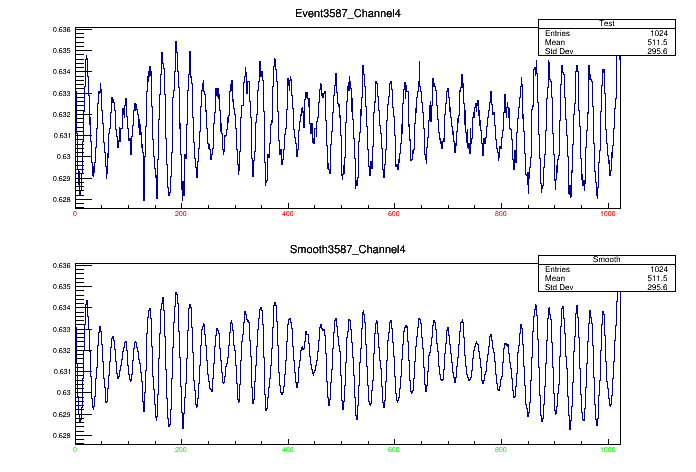 Event3587_Channel4
Test
Entries 1024
Mean 511.5
Std Dev 295.6
0.636
0.635
0.634
0.633
0.632
0.631
0.63
0.629
0.628
0 200 400 600 800 1000
Smooth3587_Channel4
Smooth
Entries 1024
Mean 511.5
Std Dev 295.6
0.636
0.635
0.634
0.633
0.632
0.631
0.63
0.629
0.628
0 200 400 600 800 1000